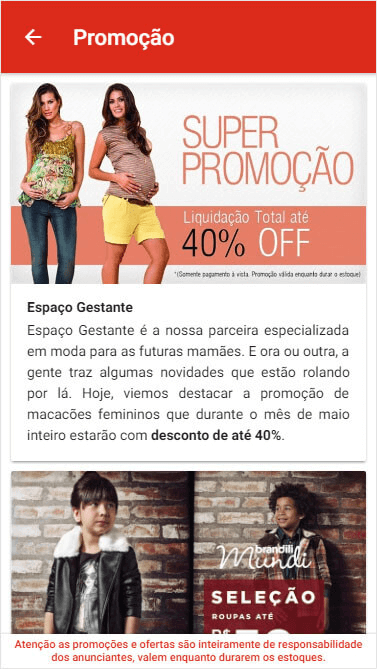 Promoção
SUPER
PROMOÇÃO
Liquidação Total até
40% OFF
*(Somente pagamento à vista. Promoção válida enquanto durar o estoque)
Espaço Gestante
Espaço Gestante é a nossa parceira especializada
em moda para as futuras mamães. E ora ou outra, a
gente traz algumas novidades que estão rolando
por lá. Hoje, viemos destacar a promoção de
macacões femininos que durante o mês de maio
inteiro estarão com desconto de até 40%.
brandili
Mundi
SELEÇÃO
ROUPAS ATÉ
Atenção as promoções e ofertas são inteiramente de responsabilidade
dos anunciantes, valem enquanto durarem os estoques.